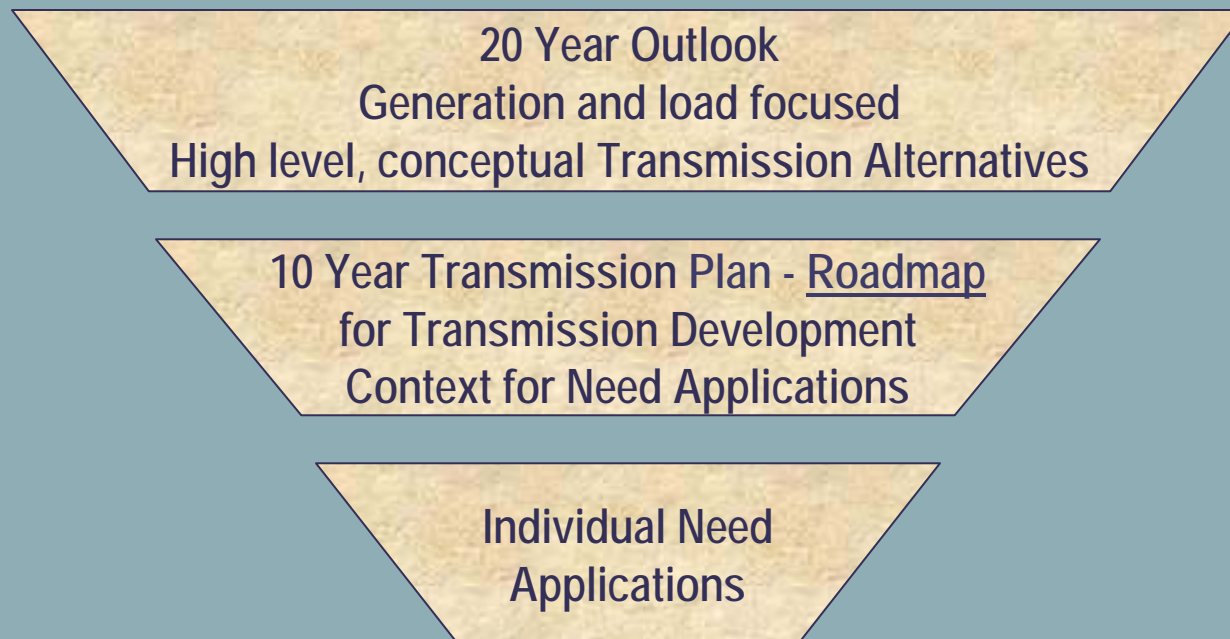 20 Year Outlook
Generation and load focused
High level, conceptual Transmission Alternatives
10 Year Transmission Plan - Roadmap
for Transmission Development
Context for Need Applications
Individual Need
Applications